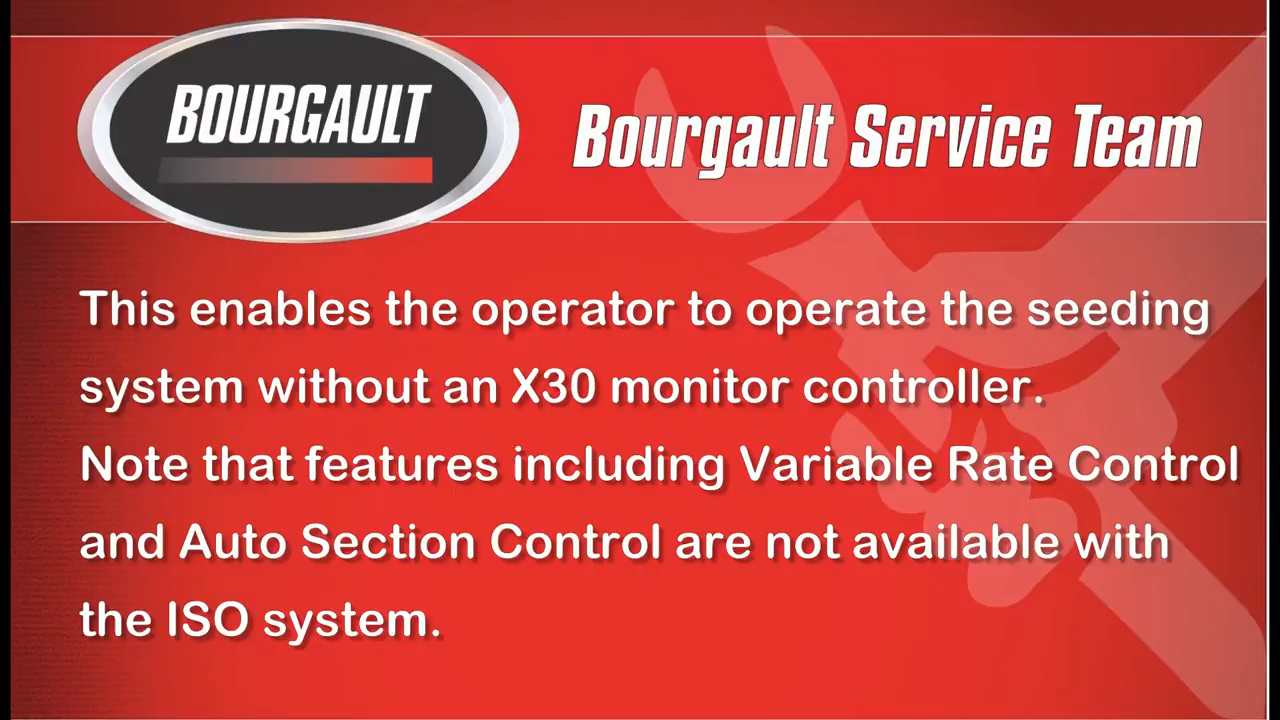 BOURGAULT
Bourgault Service Team
This enables the operator to operate the seeding
system without an X30 monitor controller.
Note that features including Variable Rate Control
and Auto Section Control are not available with
the ISO system.